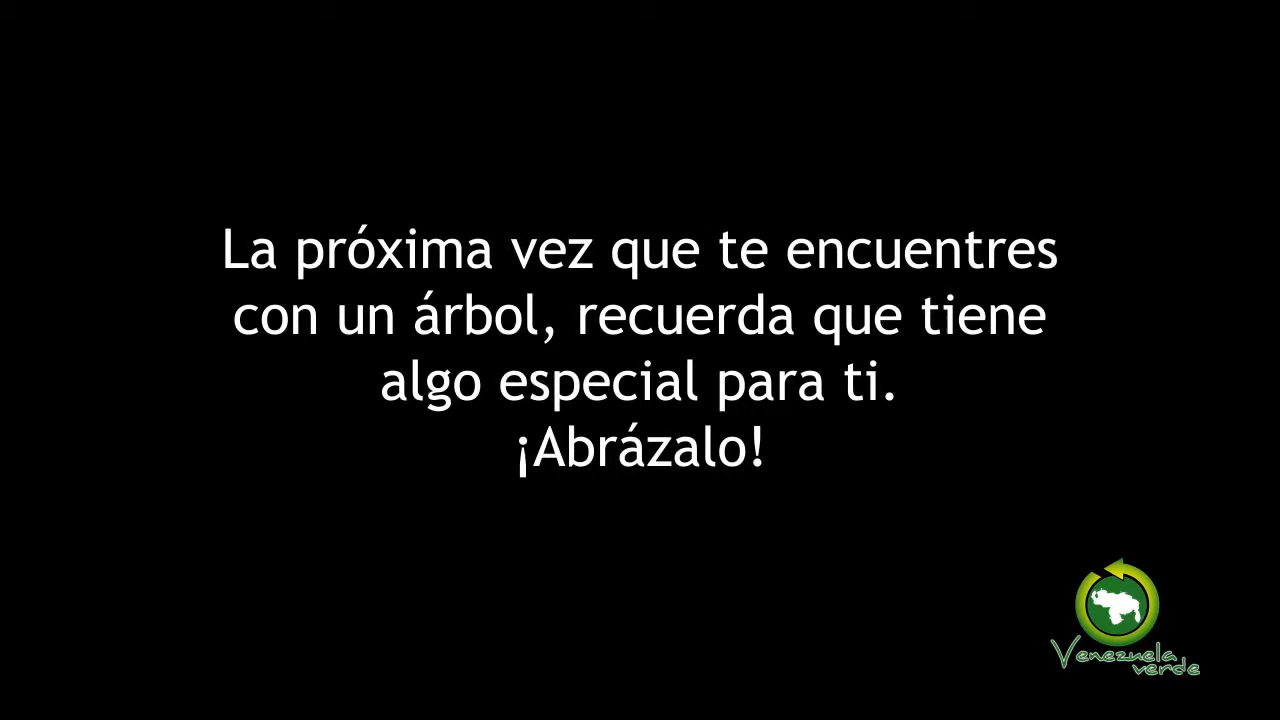 La próxima vez que te encuentres
con un árbol, recuerda que tiene
algo especial para ti.
¡Abrázalo!
Venezuela
verde